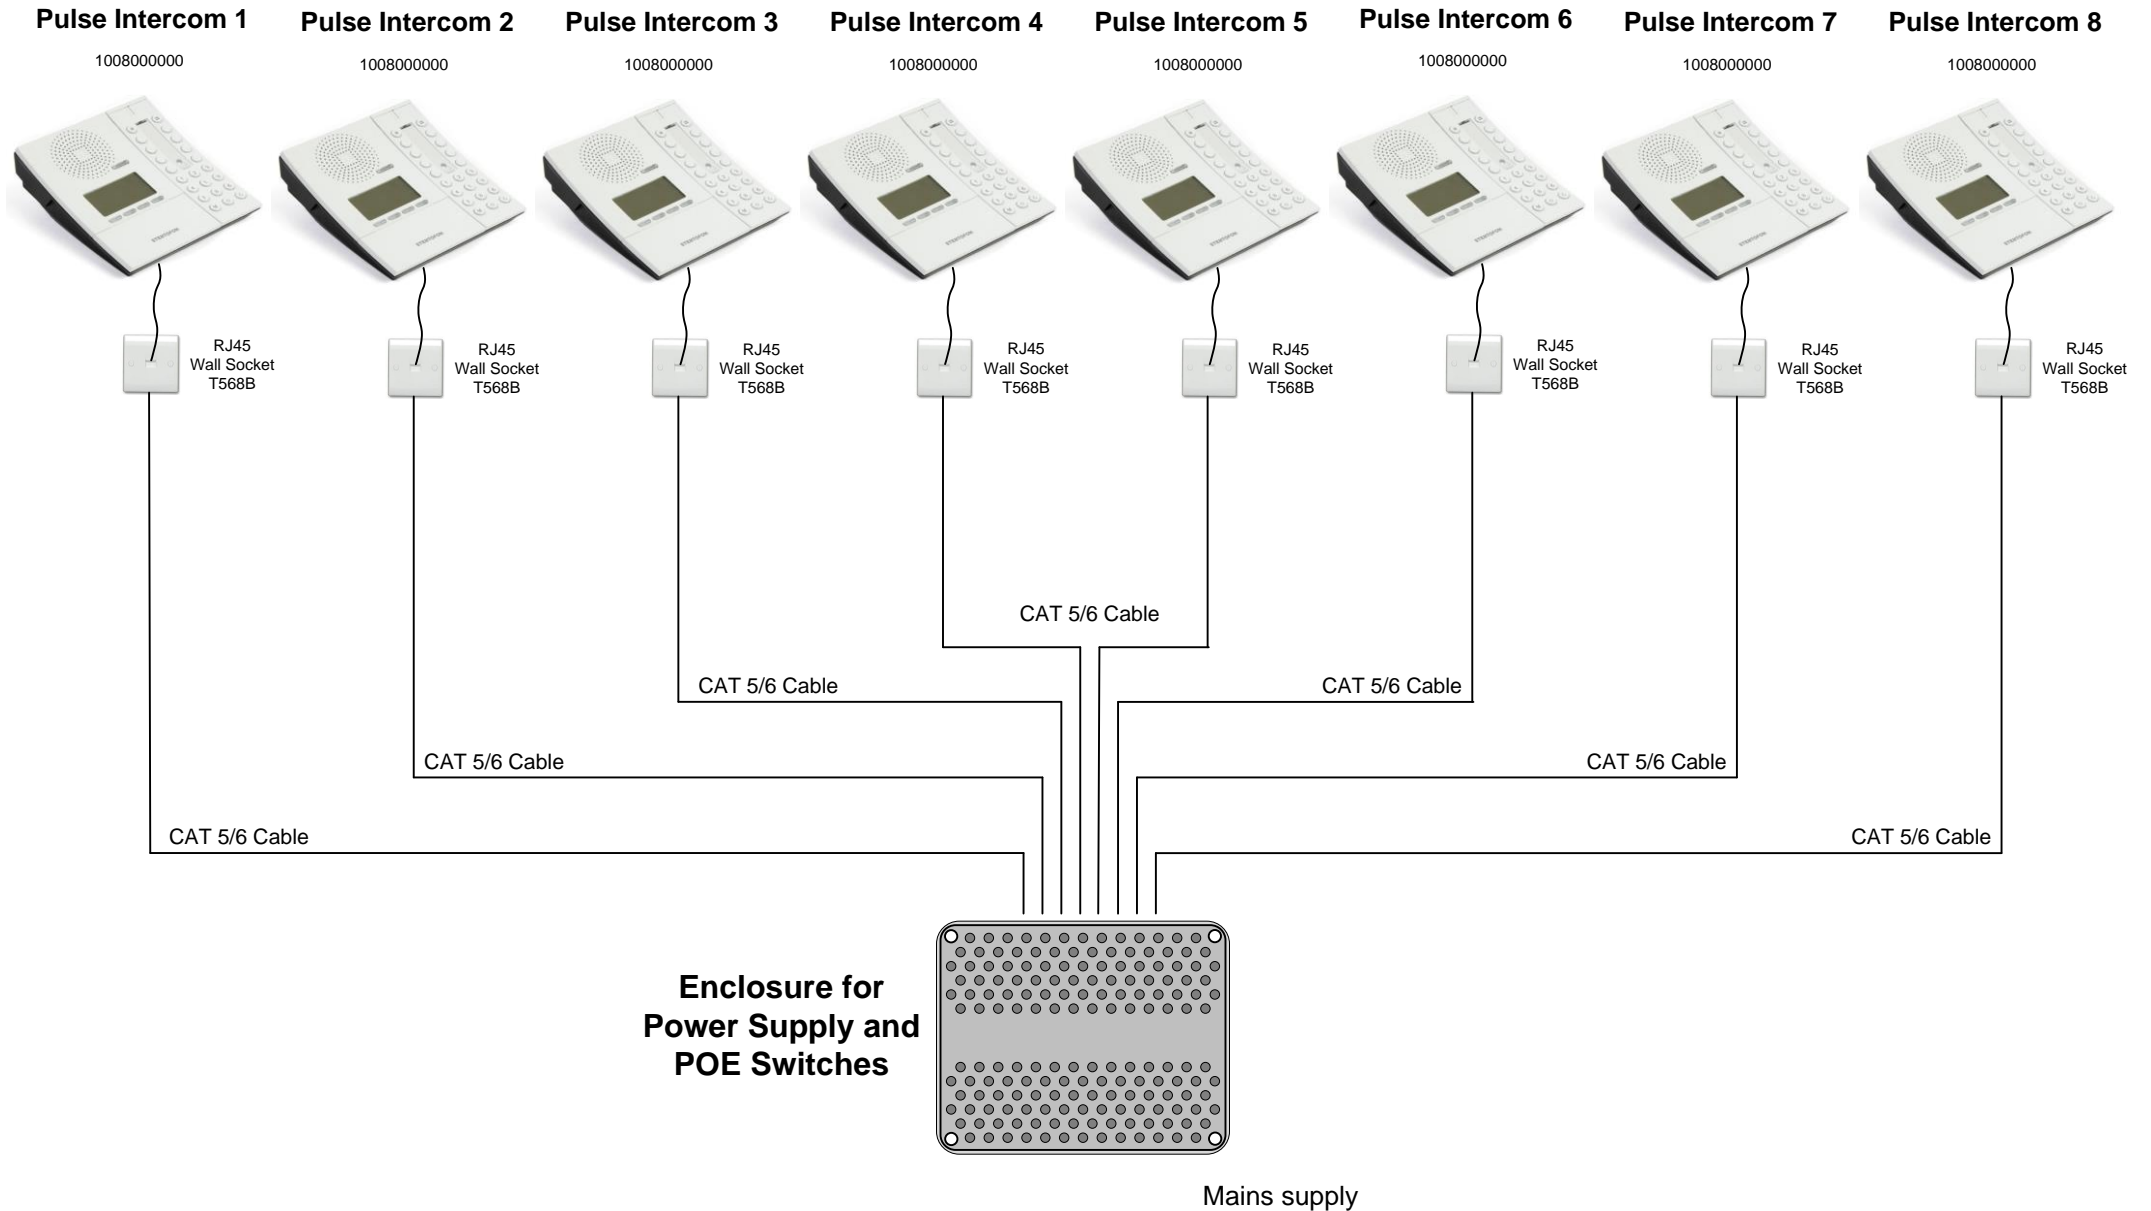 Pulse Intercom 1
Pulse Intercom 2
Pulse Intercom 3
Pulse Intercom 4
Pulse Intercom 5
Pulse Intercom 6
Pulse Intercom 7
Pulse Intercom 8
1008000000
1008000000
1008000000
1008000000
1008000000
1008000000
1008000000
1008000000
RJ45
Wall Socket
T568B
RJ45
Wall Socket
T568B
RJ45
Wall Socket
T568B
RJ45
Wall Socket
T568B
RJ45
Wall Socket
T568B
RJ45
Wall Socket
T568B
RJ45
Wall Socket
T568B
RJ45
Wall Socket
T568B
CAT 5/6 Cable
CAT 5/6 Cable
CAT 5/6 Cable
CAT 5/6 Cable
CAT 5/6 Cable
CAT 5/6 Cable
CAT 5/6 Cable
Enclosure for
Power Supply and
POE Switches
Mains supply